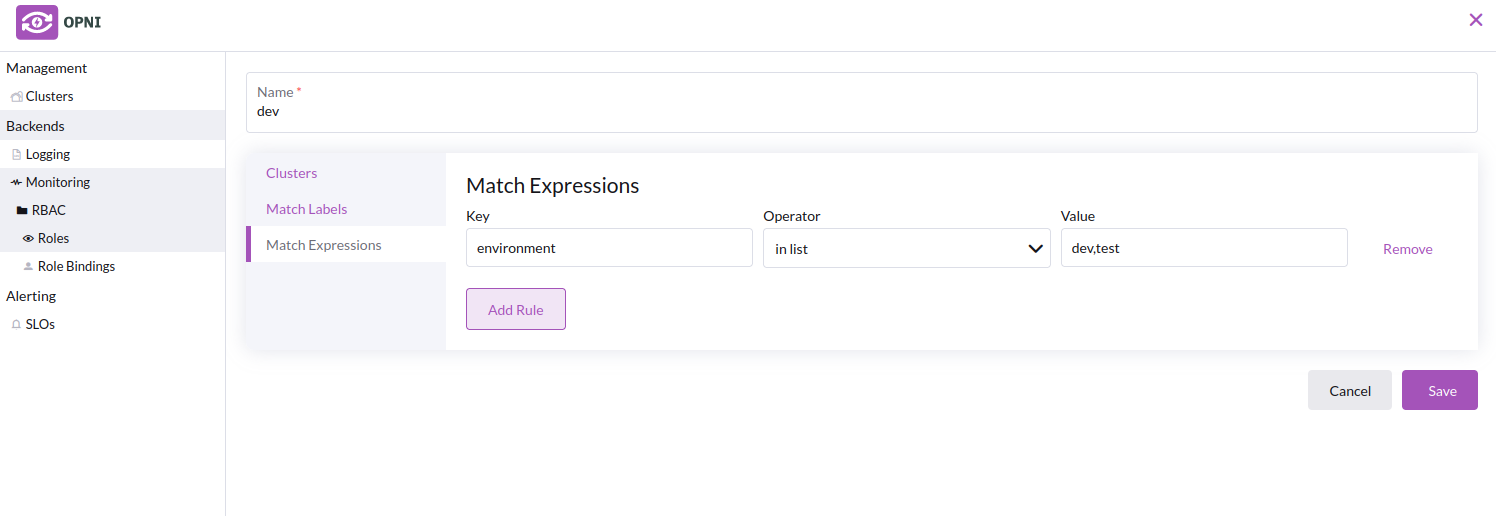 OPNI
Management
Clusters
Backends
Logging
Monitoring
RBAC
Roles
Role Bindings
Alerting
SLOs
Name *
dev
Clusters
Match Labels
Match Expressions
Match Expressions
Key Operator Value
environment in list dev,test Remove
Add Rule
Cancel Save